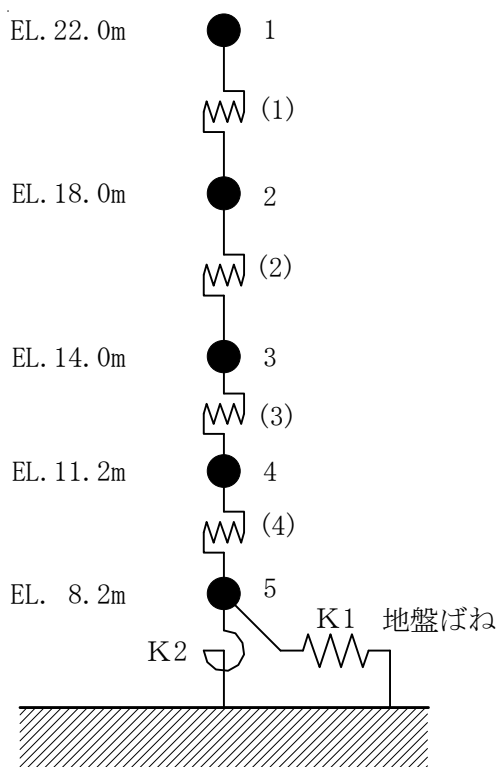 EL.22.0m 1
(1)
EL.18.0m 2
(2)
EL.14.0m 3
(3)
EL.11.2m 4
(4)
EL. 8.2m 5
K1 地盤ばね
K2